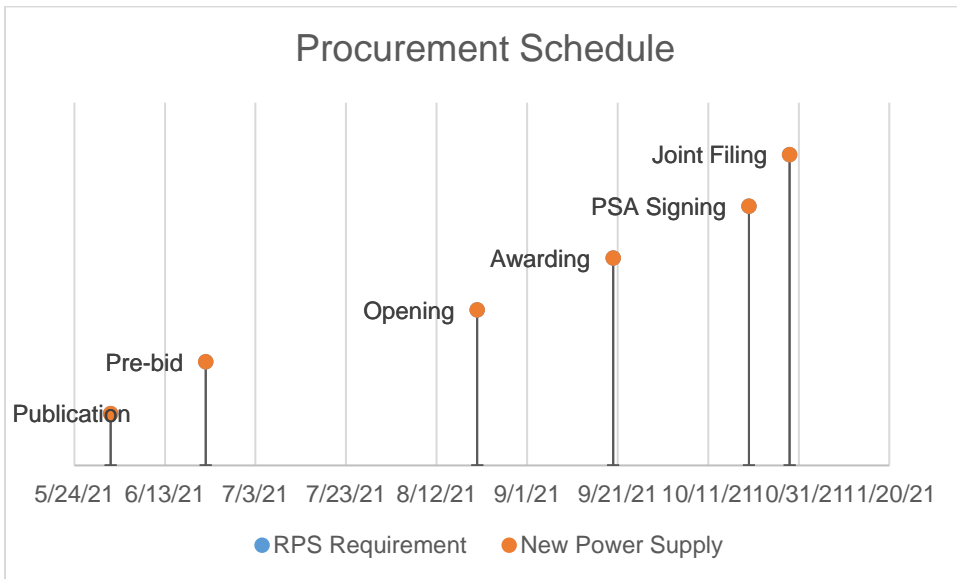 Procurement Schedule
Joint Filing
PSA Signing
Awarding
Opening
Pre-bid
Publication
5/24/21 6/13/21 7/3/21 7/23/21 8/12/21 9/1/21 9/21/21 10/11/21 10/31/21 11/20/21
RPS Requirement New Power Supply